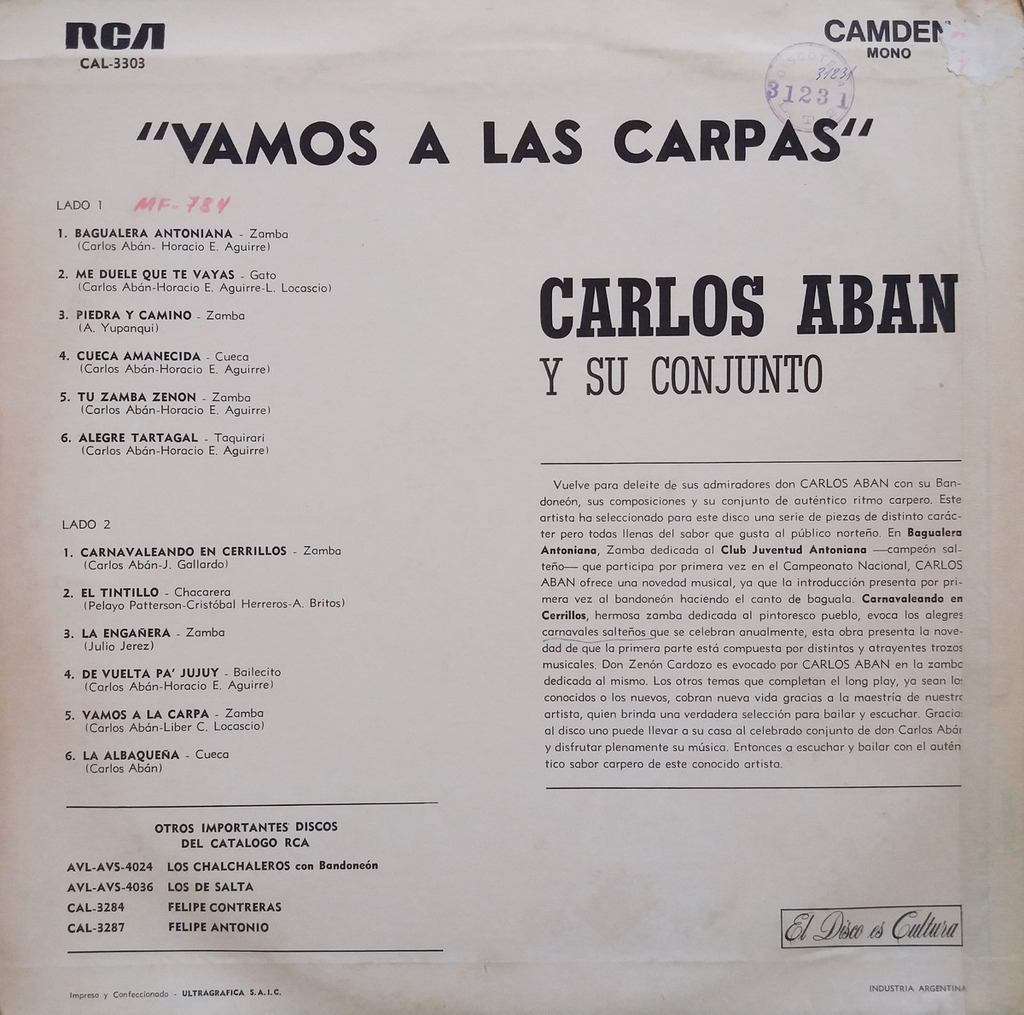 RCA
CAL-3303
CAMDEN
MONO
31231
31231
"VAMOS A LAS CARPAS"
LADO 1
MF-784
1. BAGUALERA ANTONIANA - Zamba
(Carlos Abán- Horacio E. Aguirre)
2. ME DUELE QUE TE VAYAS - Gato
(Carlos Abán-Horacio E. Aguirre-L. Locascio)
3. PIEDRA Y CAMINO - Zamba
(A. Yupanqui)
4. CUECA AMANECIDA - Cueca
(Carlos Abán-Horacio E. Aguirre)
5. TU ZAMBA ZENON - Zamba
(Carlos Abán-Horacio E. Aguirre)
6. ALEGRE TARTAGAL - Taquirari
(Carlos Abán-Horacio E. Aguirre)
LADO 2
1. CARNAVALEANDO EN CERRILLOS - Zamba
(Carlos Abán-J. Gallardo)
2. EL TINTILLO - Chacarera
(Pelayo Patterson-Cristóbal Herreros-A. Britos)
3. LA ENGAÑERA - Zamba
(Julio Jerez)
4. DE VUELTA PA' JUJUY - Bailecito
(Carlos Abán-Horacio E. Aguirre)
5. VAMOS A LA CARPA - Zamba
(Carlos Abán-Liber C. Locascio)
6. LA ALBAQUEÑA - Cueca
(Carlos Abán)
OTROS IMPORTANTES DISCOS
DEL CATALOGO RCA
AVL-AVS-4024 LOS CHALCHALEROS con Bandoneón
AVL-AVS-4036 LOS DE SALTA
CAL-3284 FELIPE CONTRERAS
CAL-3287 FELIPE ANTONIO
Impreso y Confeccionado - ULTRAGRAFICA S.A.I.C.
CARLOS ABAN
Y SU CONJUNTO
Vuelve para deleite de sus admiradores don CARLOS ABAN con su Ban-
doneón, sus composiciones y su conjunto de auténtico ritmo carpero. Este
artista ha seleccionado para este disco una serie de piezas de distinto carác-
ter pero todas llenas del sabor que gusta al público norteño. En Bagualera
Antoniana, Zamba dedicada al Club Juventud Antoniana —campeón sal-
teño— que participa por primera vez en el Campeonato Nacional, CARLOS
ABAN ofrece una novedad musical, ya que la introducción presenta por pri-
mera vez al bandoneón haciendo el canto de baguala. Carnavaleando en
Cerrillos, hermosa zamba dedicada al pintoresco pueblo, evoca los alegres
carnavales salteños que se celebran anualmente, esta obra presenta la nove-
dad de que la primera parte está compuesta por distintos y atrayentes trozos
musicales. Don Zenón Cardozo es evocado por CARLOS ABAN en la zamba
dedicada al mismo. Los otros temas que completan el long play, ya sean los
conocidos o los nuevos, cobran nueva vida gracias a la maestría de nuestro
artista, quien brinda una verdadera selección para bailar y escuchar. Gracias
al disco uno puede llevar a su casa al celebrado conjunto de don Carlos Abán
y disfrutar plenamente su música. Entonces a escuchar y bailar con el autén
tico sabor carpero de este conocido artista.
El Disco es Cultura
INDUSTRIA ARGENTINA